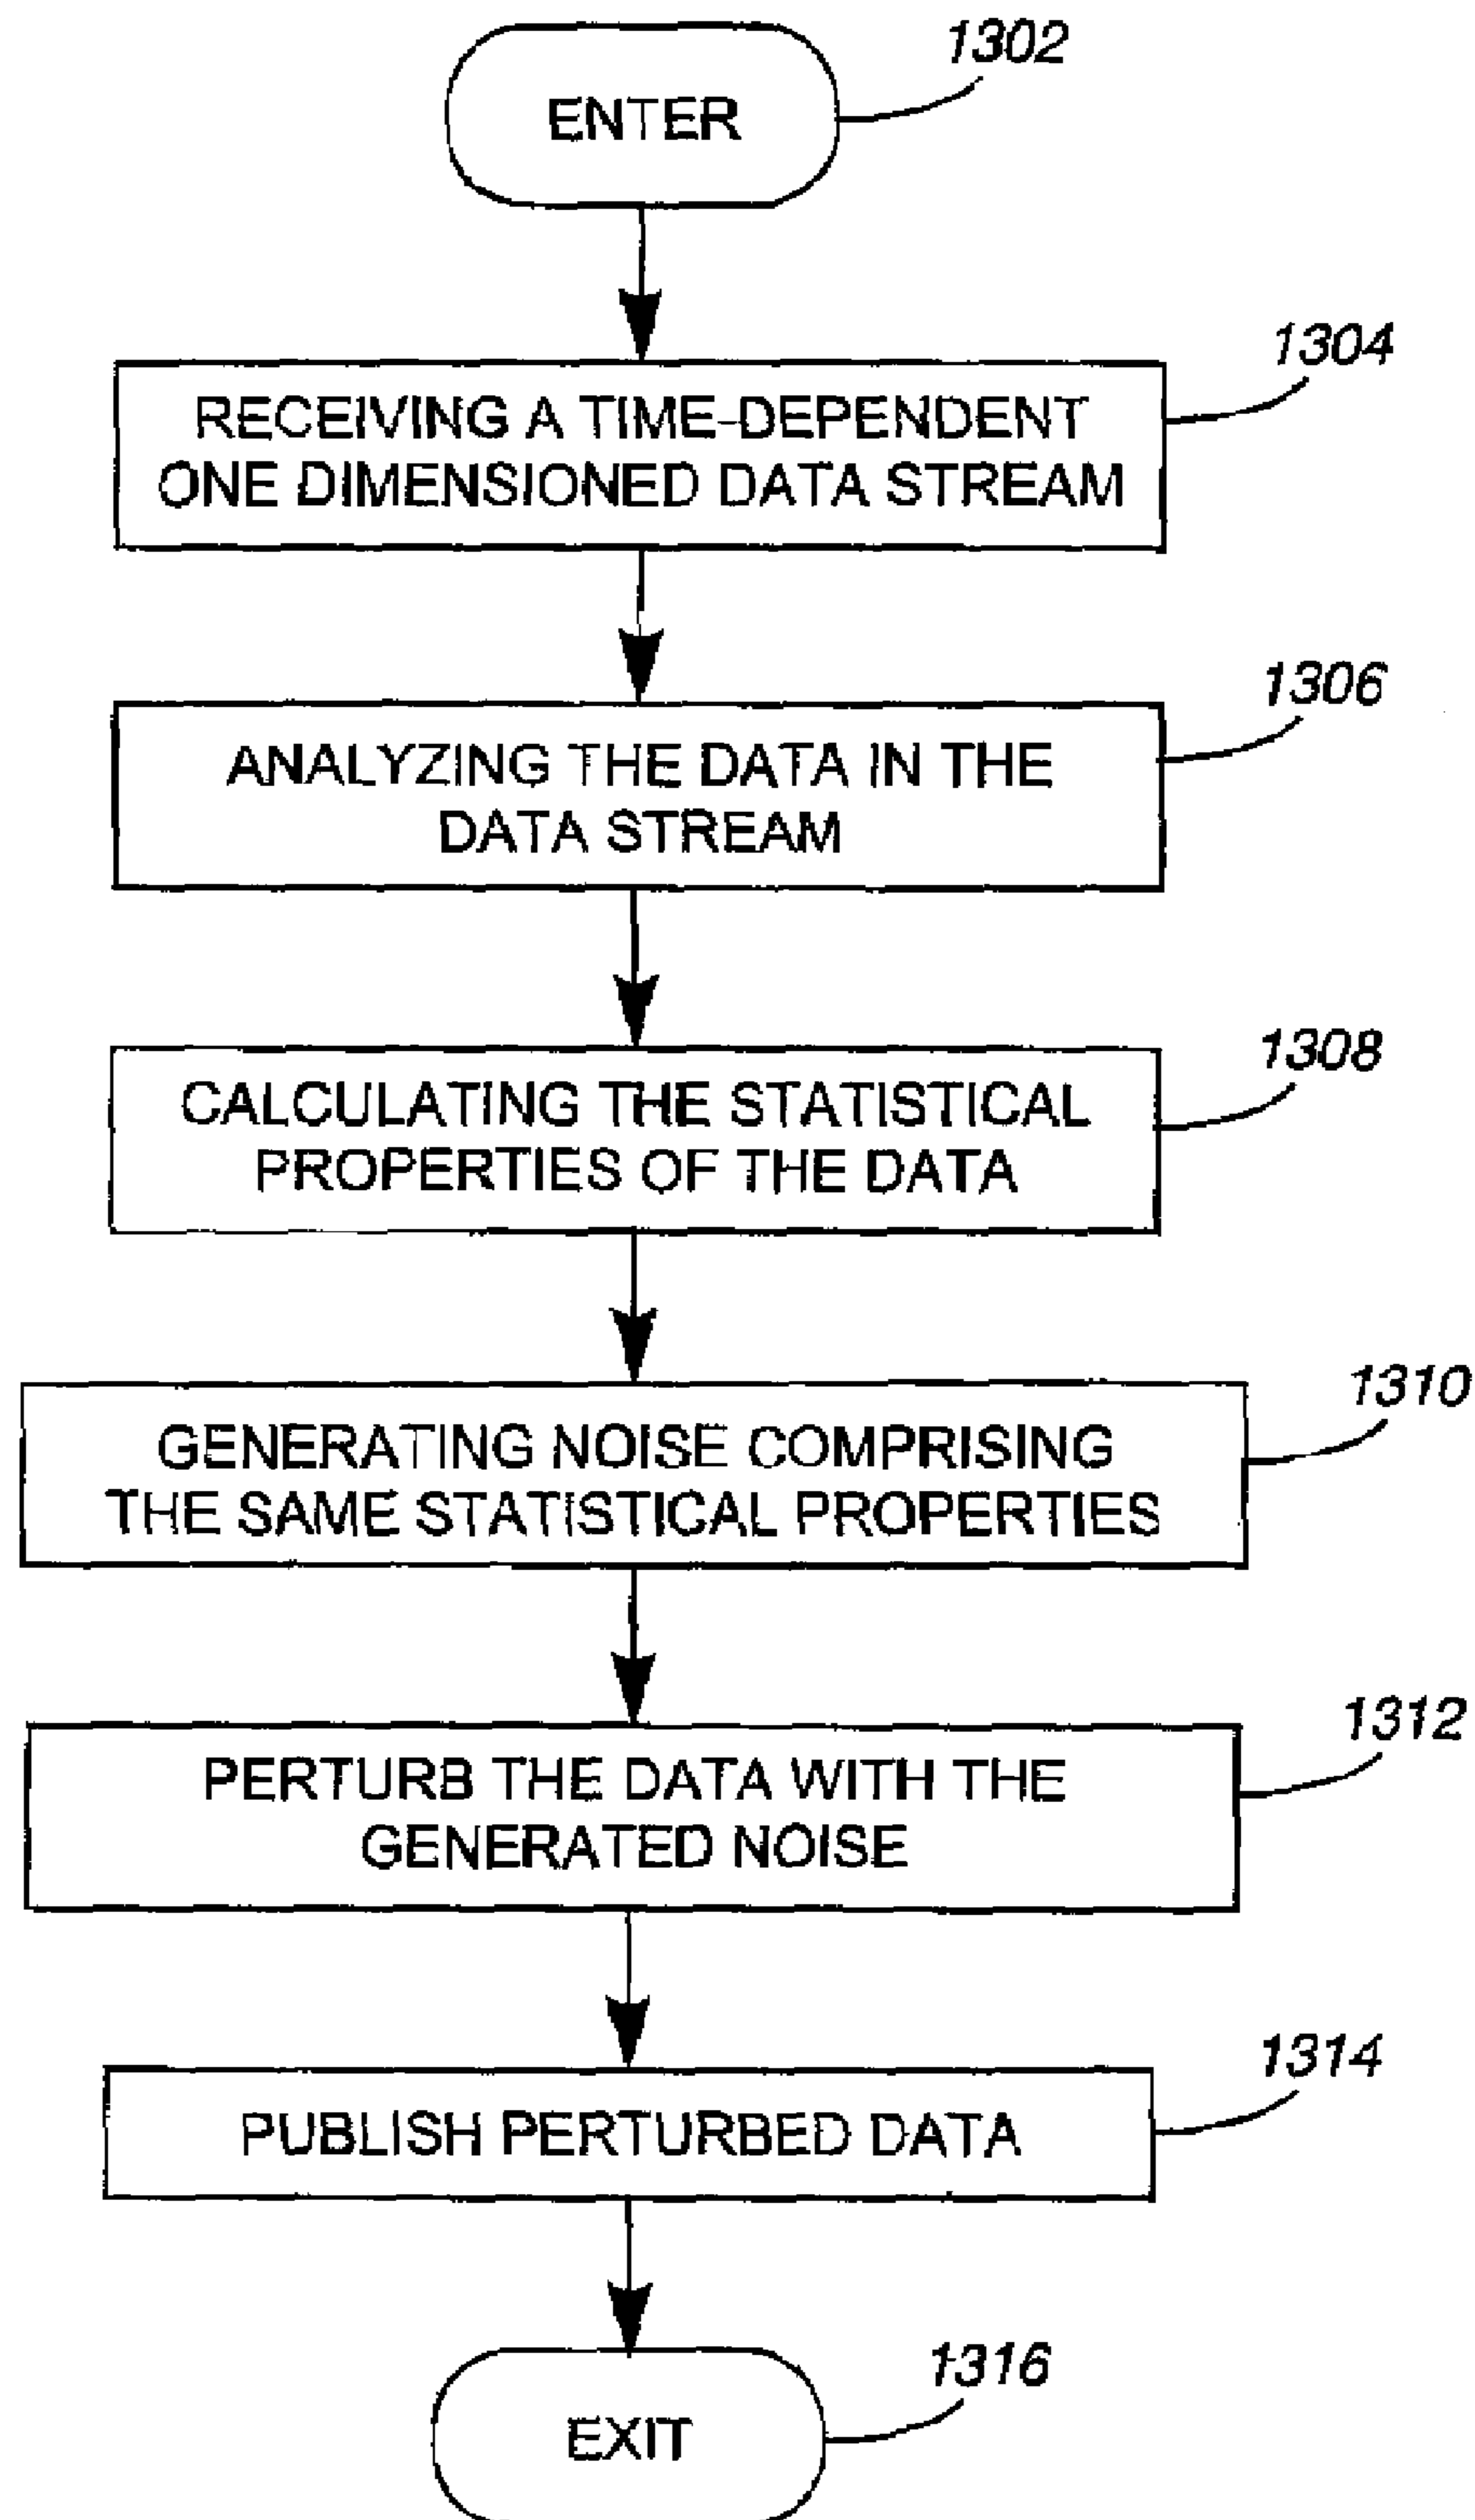 1302
ENTER
1304
RECEIVING A TIME-DEPENDENT
ONE DIMENSIONED DATA STREAM
1306
ANALYZING THE DATA IN THE
DATA STREAM
1308
CALCULATING THE STATISTICAL
PROPERTIES OF THE DATA
1310
GENERATING NOISE COMPRISING
THE SAME STATISTICAL PROPERTIES
1312
PERTURB THE DATA WITH THE
GENERATED NOISE
1314
PUBLISH PERTURBED DATA
1316
EXIT